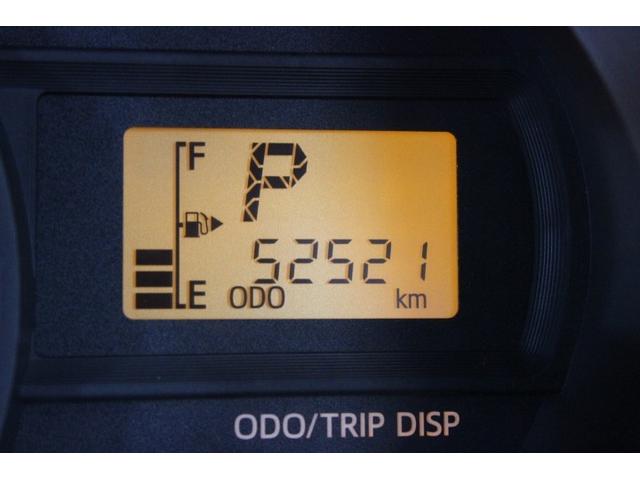 F P
52521
E ODO km
ODO/TRIP DISP